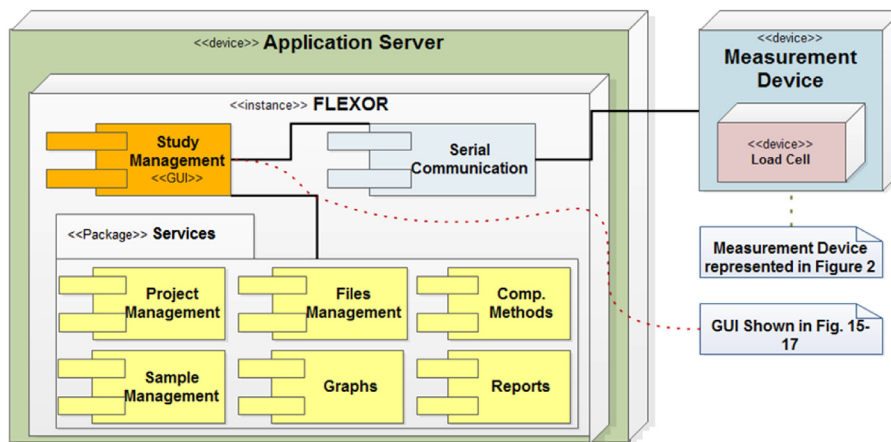 <<device>> Application Server
<<instance>> FLEXOR
Study
Management
<<GUI>>
Serial
Communication
<<Package>> Services
Project
Management
Files
Management
Comp.
Methods
Sample
Management
Graphs
Reports
<<device>>
Measurement
Device
<<device>>
Load Cell
Measurement Device
represented in Figure 2
GUI Shown in Fig. 15-
17